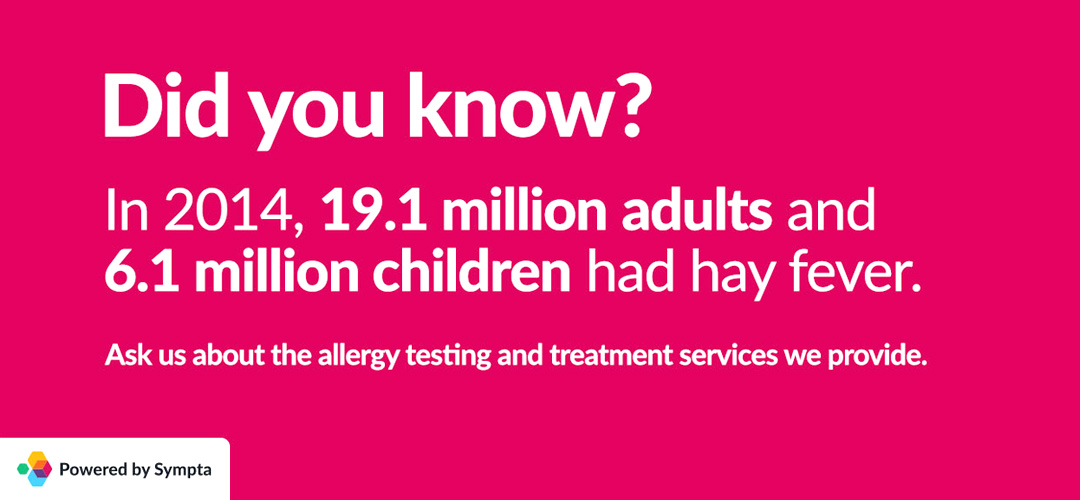 Did you know?
In 2014, 19.1 million adults and
6.1 million children had hay fever.
Ask us about the allergy testing and treatment services we provide.
Powered by Sympta